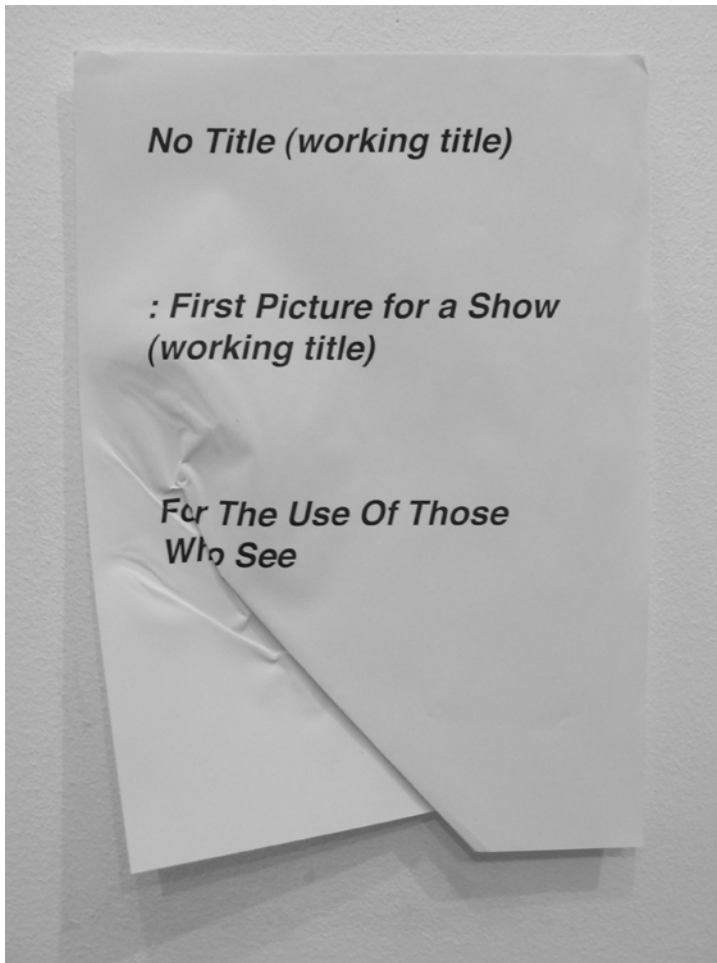 No Title (working title)
: First Picture for a Show
(working title)
For The Use Of Those
Who See